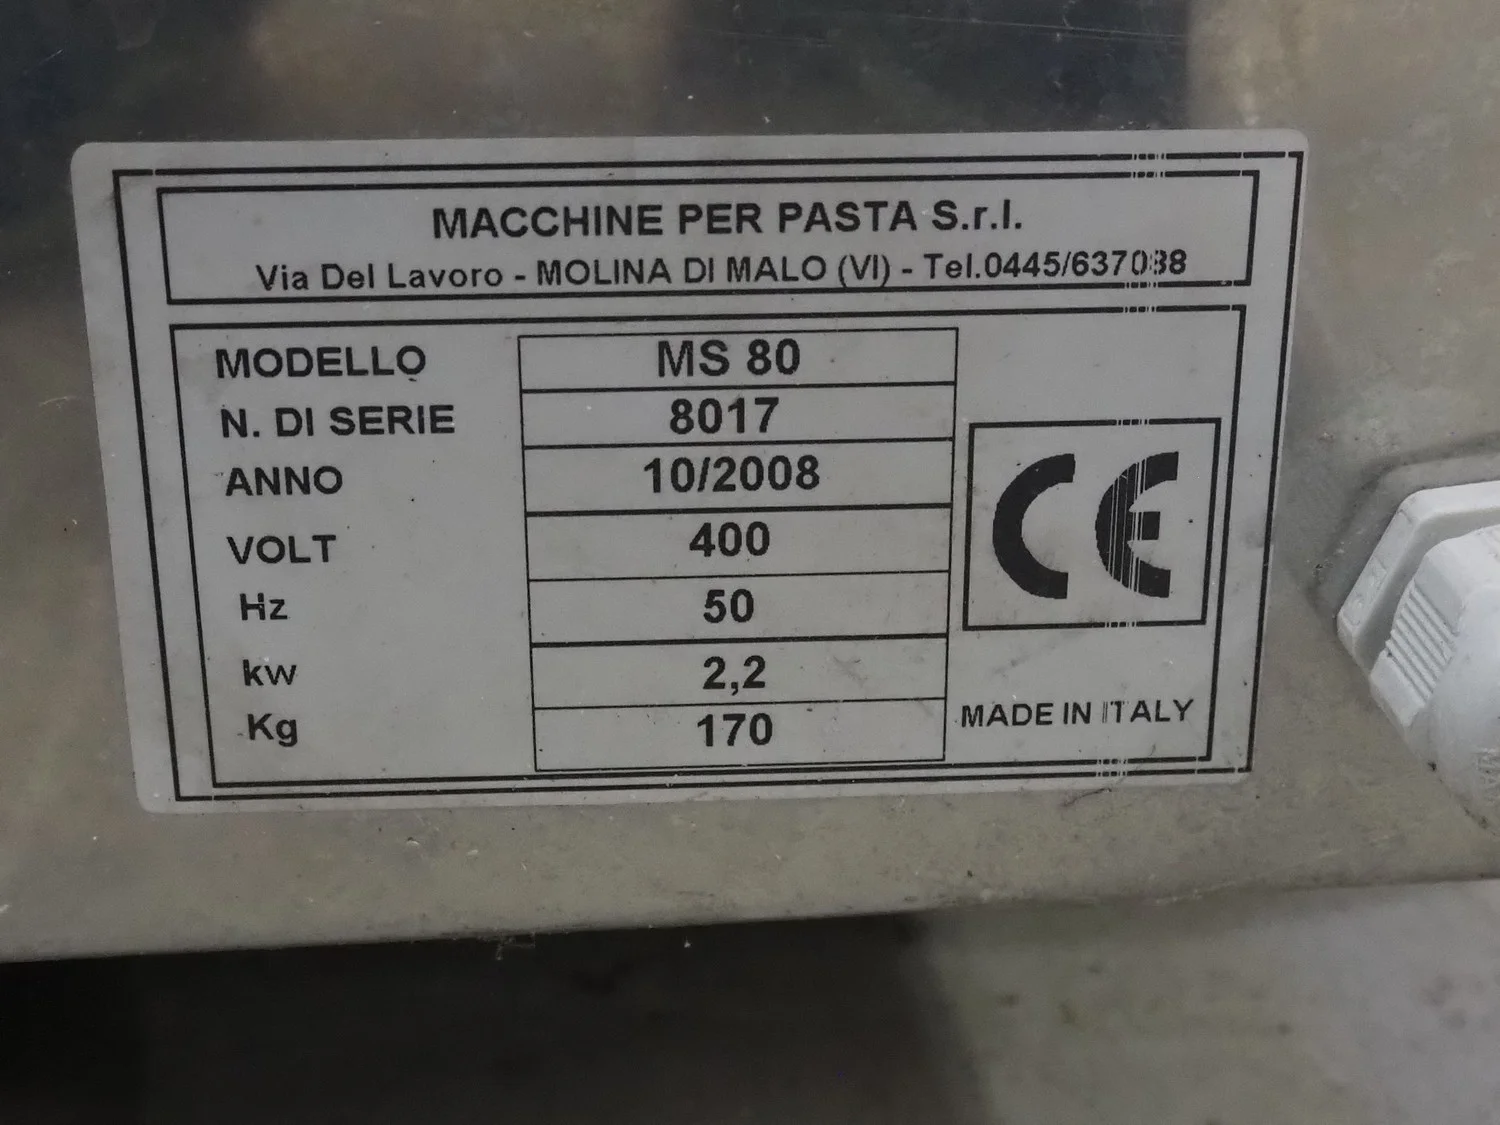 MACCHINE PER PASTA S.r.l.
Via Del Lavoro - MOLINA DI MALO (VI) - Tel.0445/637088
MODELLO MS 80
N. DI SERIE 8017
ANNO 10/2008
VOLT 400
Hz 50
kw 2,2
Kg 170
CE
MADE IN ITALY